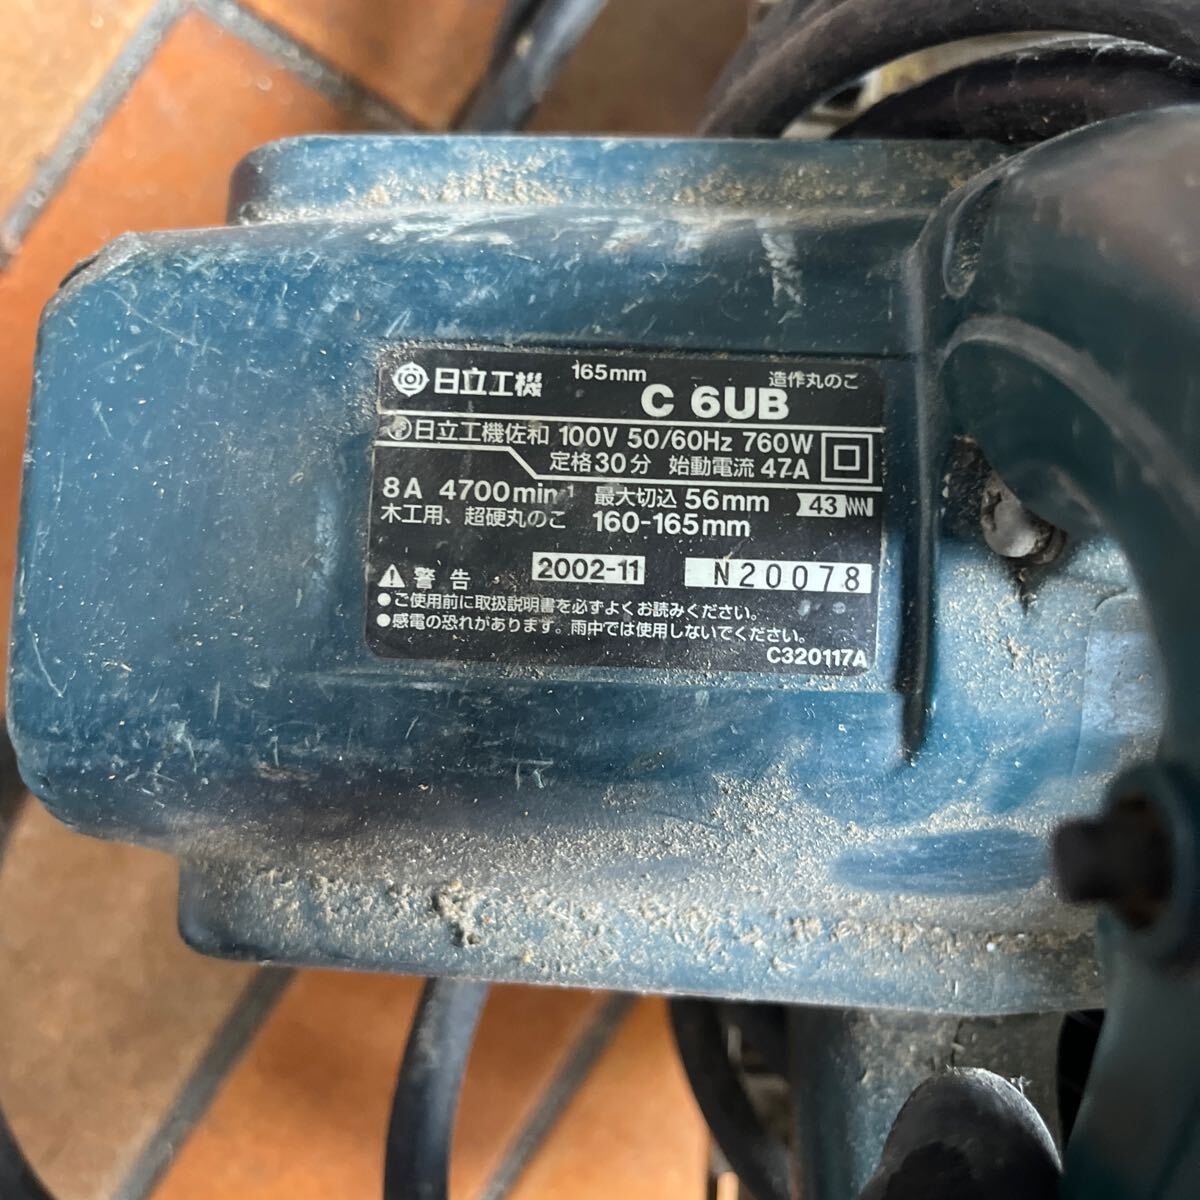 日立工機 165mm C 6UB 造作丸のこ
日立工機佐和 100V 50/60Hz 760W
定格30分 始動電流 47A
8A 4700min⁻¹ 最大切込 56mm 43
木工用、超硬丸のこ 160-165mm
2002-11 N20078
警告
●ご使用前に取扱説明書を必ずよくお読みください。
●感電の恐れがあります。雨中では使用しないでください。
C320117A